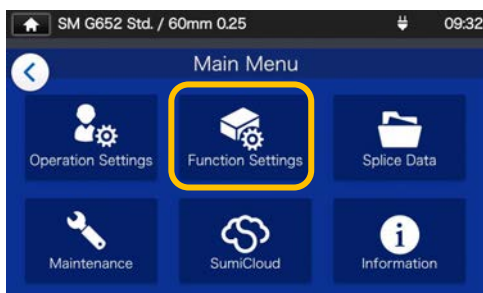 SM G652 Std. / 60mm 0.25 09:32
Main Menu
Operation Settings Function Settings Splice Data
Maintenance SumiCloud Information